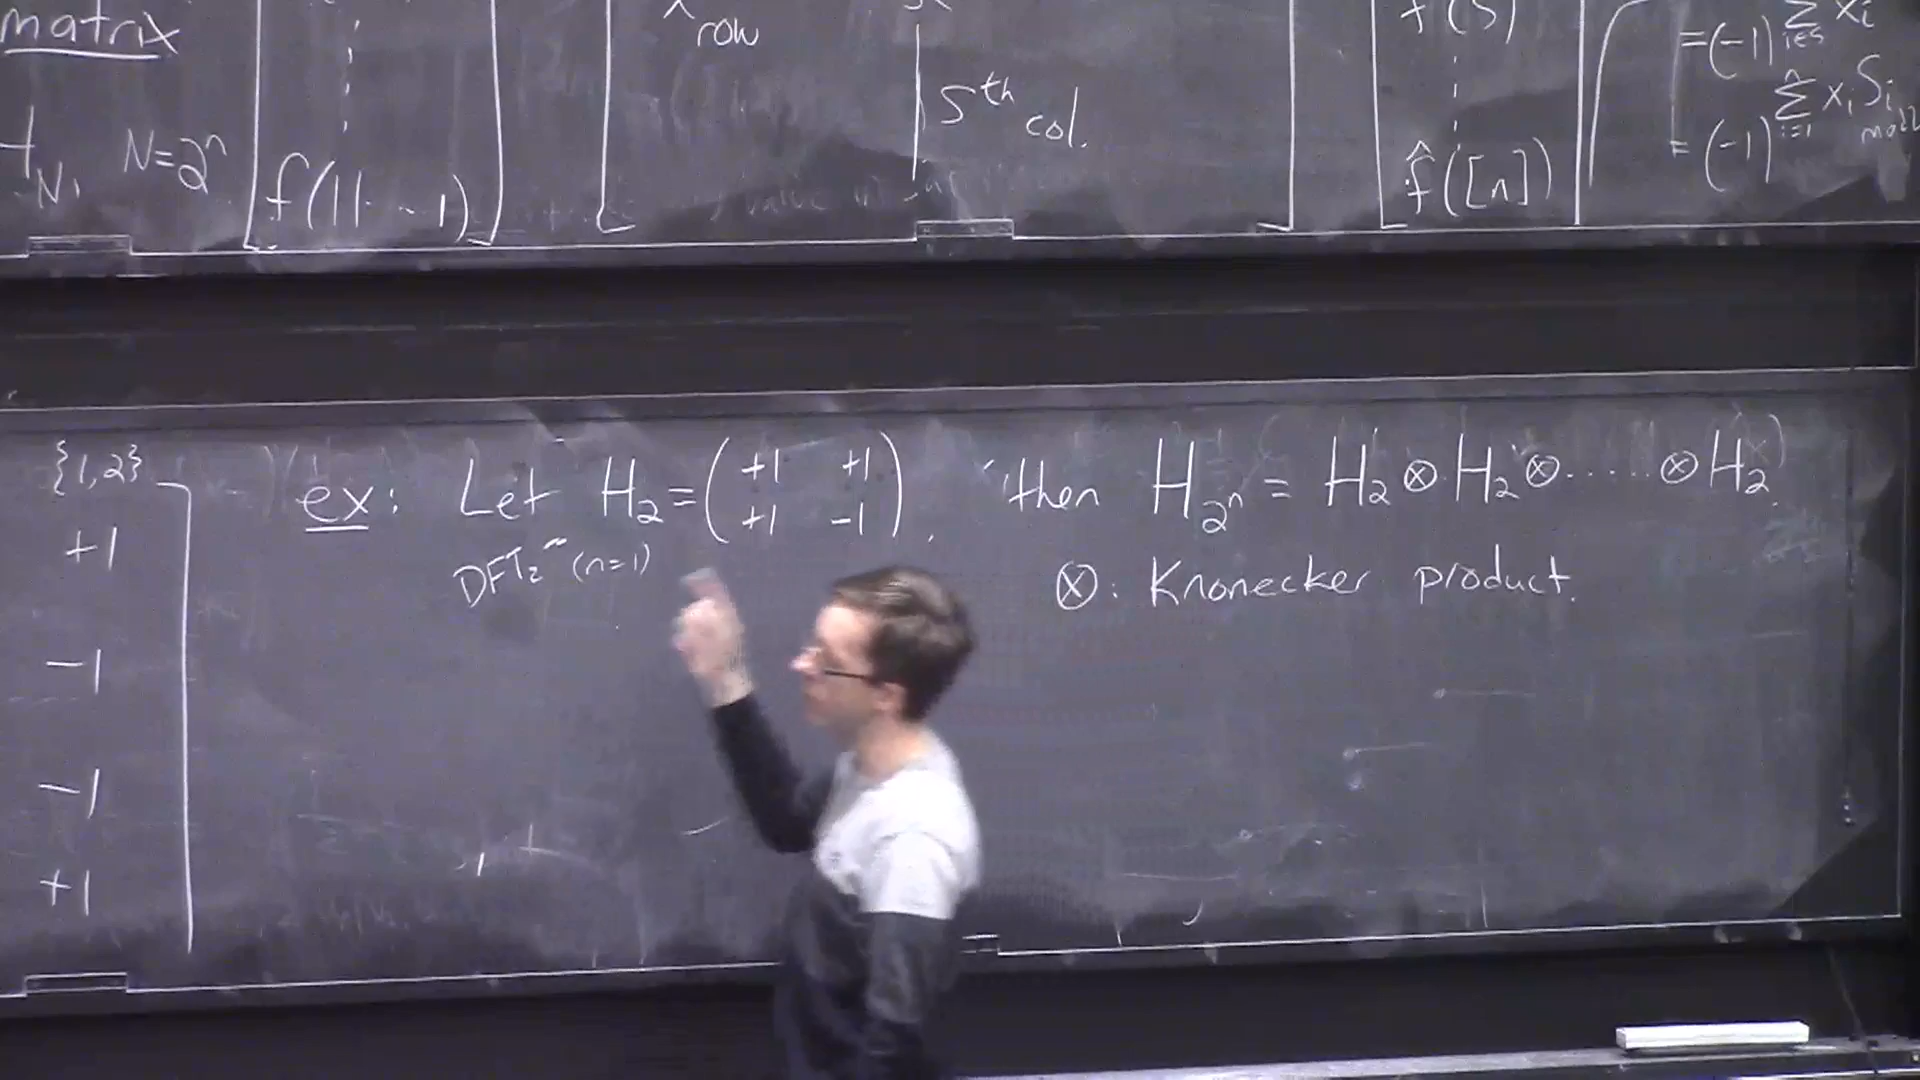 matrix
H_N, N=2^n
f(11--1)
row
S^th col.
f̂(S)
f̂([n])
=(-1)^{Σ_{i∈S} x_i}
=(-1)^{Σ_{i=1}^{n} x_i S_i mod 2}
{1,2}
+1
-1
-1
+1
ex: Let H_2 = ( +1 +1
+1 -1 ), then H_{2^n} = H_2 ⊗ H_2 ⊗ ..... ⊗ H_2.
DFT_2 (n=1)
⊗: Kronecker product.